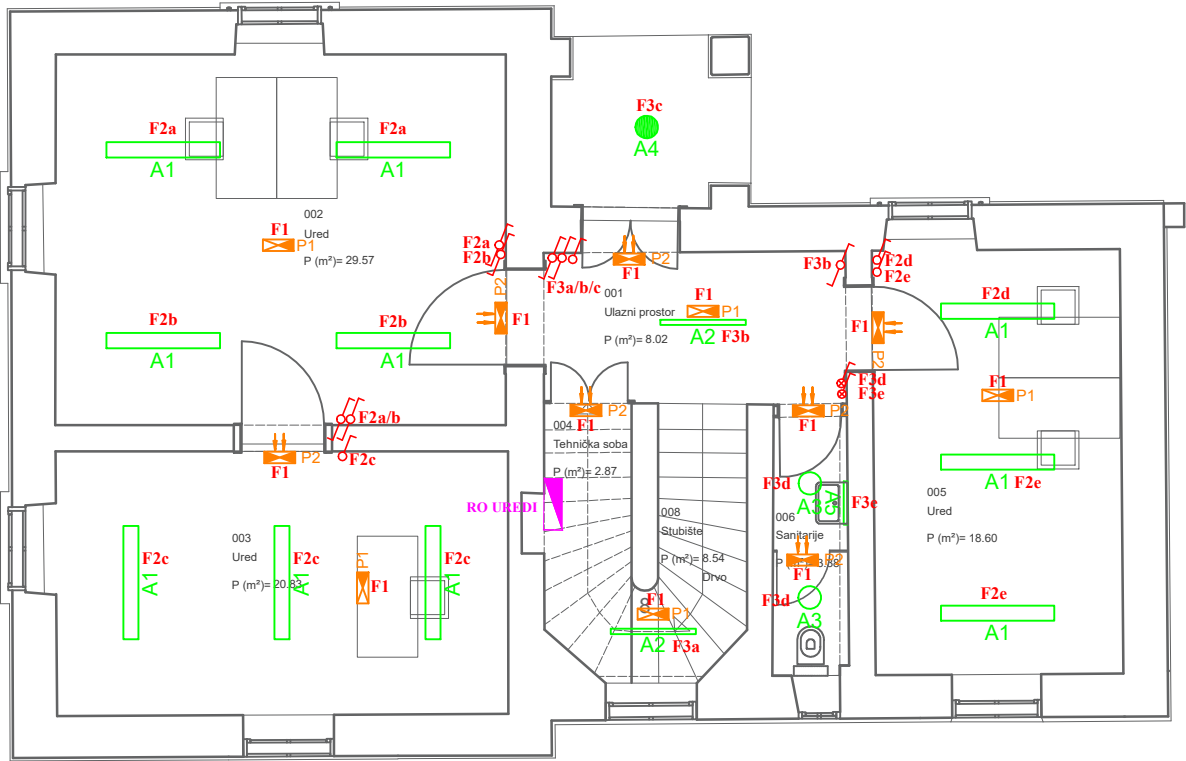 F3c
A4
F2a
A1
F2a
A1
002
Ured
P (m²)= 29.57
F1
P1
F2a
F2b
P2
F1
F2b
A1
F2b
A1
F3a/b/c
F1
P2
001
Ulazni prostor
P (m²)= 8.02
F1
P1
A2
F3b
F3b
F2d
F2e
F1
P2
F2d
A1
F1
P1
A1
F2e
005
Ured
P (m²)= 18.60
F2e
A1
F3d
F3e
F2a/b
F2c
F1
P2
003
Ured
P (m²)= 20.83
F2c
A1
F2c
A1
P1
F1
F2c
A1
F1
P2
004
Tehnička soba
P (m²)= 2.87
RO UREDI
008
Stubište
P (m²)= 8.54
Drvo
F1
P1
A2
F3a
F1
P2
F3d
A3
A5
F3e
006
Sanitarije
P (m²)= 3.88
F1
P2
F3d
A3